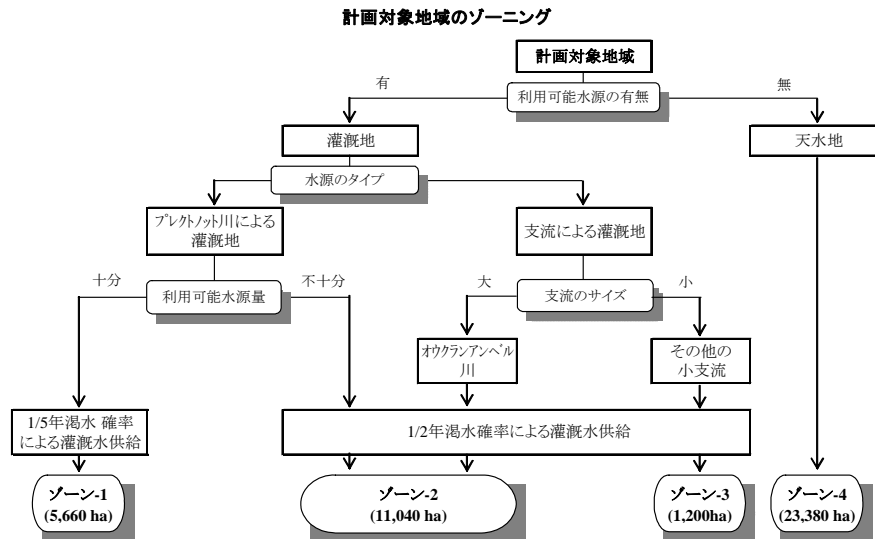 計画対象地域のゾーニング
計画対象地域
有
利用可能水源の有無
無
灌漑地
天水地
水源のタイプ
プレクトノット川による
灌漑地
支流による灌漑地
十分
利用可能水源量
不十分
大
支流のサイズ
小
オウクランアンベル
川
その他の
小支流
1/5年渇水 確率
による灌漑水供給
1/2年渇水確率による灌漑水供給
ゾーン-1
(5,660 ha)
ゾーン-2
(11,040 ha)
ゾーン-3
(1,200ha)
ゾーン-4
(23,380 ha)